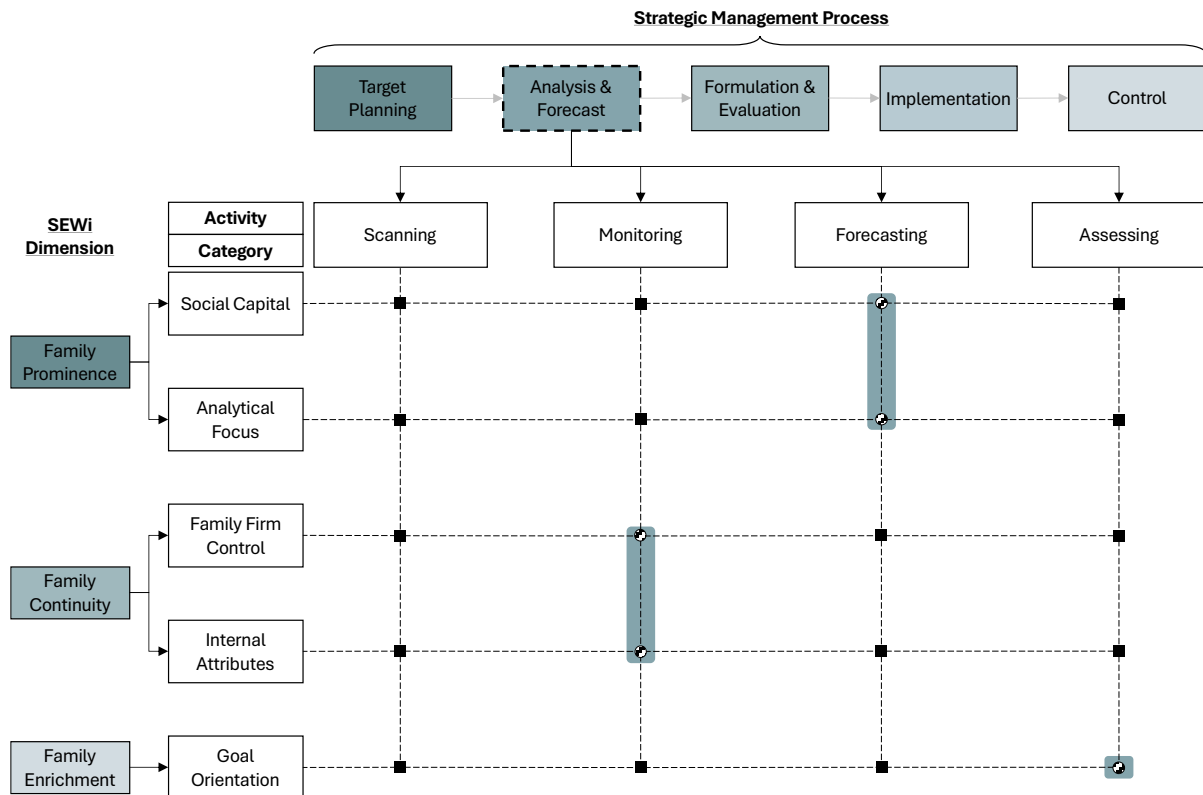 Strategic Management Process
Target
Planning
Analysis &
Forecast
Formulation &
Evaluation
Implementation
Control
SEWi
Dimension
Activity
Category
Scanning
Monitoring
Forecasting
Assessing
Family
Prominence
Social Capital
Analytical
Focus
Family
Continuity
Family Firm
Control
Internal
Attributes
Family
Enrichment
Goal
Orientation